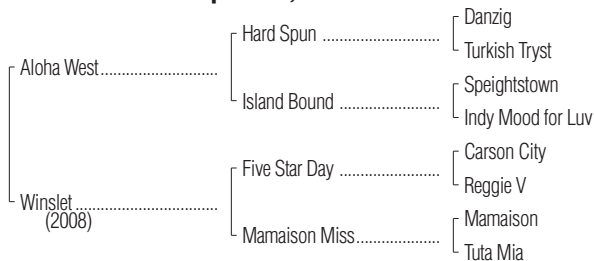 Danzig
Hard Spun ........................
Turkish Tryst
Aloha West........................
Speightstown
Island Bound ....................
Indy Mood for Luv
Carson City
Five Star Day ....................
Reggie V
Winslet .............................
(2008)
Mamaison
Mamaison Miss.................
Tuta Mia